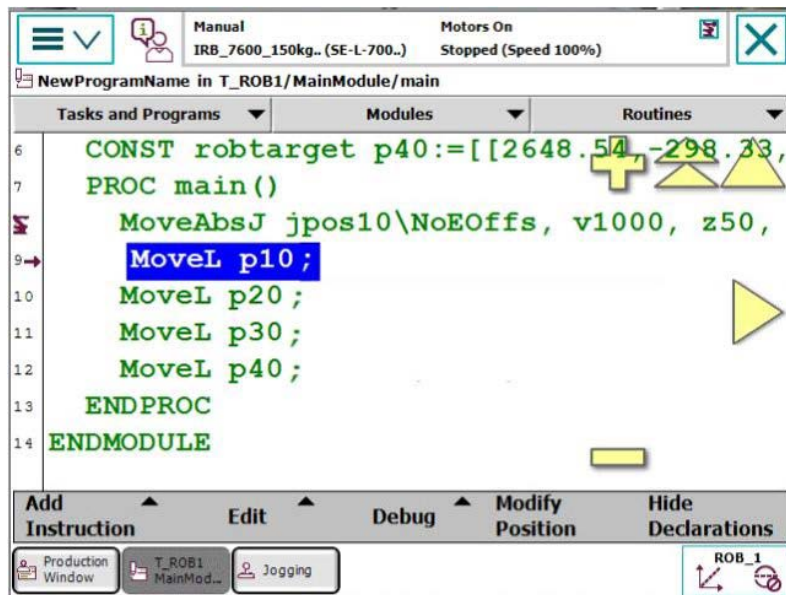 Manual
IRB_7600_150kg.. (SE-L-700..)
Motors On
Stopped (Speed 100%)
NewProgramName in T_ROB1/MainModule/main
Tasks and Programs
Modules
Routines
6 CONST robtarget p40:=[[2648.54,-298.33,
7 PROC main()
MoveAbsJ jpos10\NoEOffs, v1000, z50,
9 MoveL p10;
10 MoveL p20;
11 MoveL p30;
12 MoveL p40;
13 ENDPROC
14 ENDMODULE
Add Instruction
Edit
Debug
Modify Position
Hide Declarations
Production Window
T_ROB1 MainMod...
Jogging
ROB_1